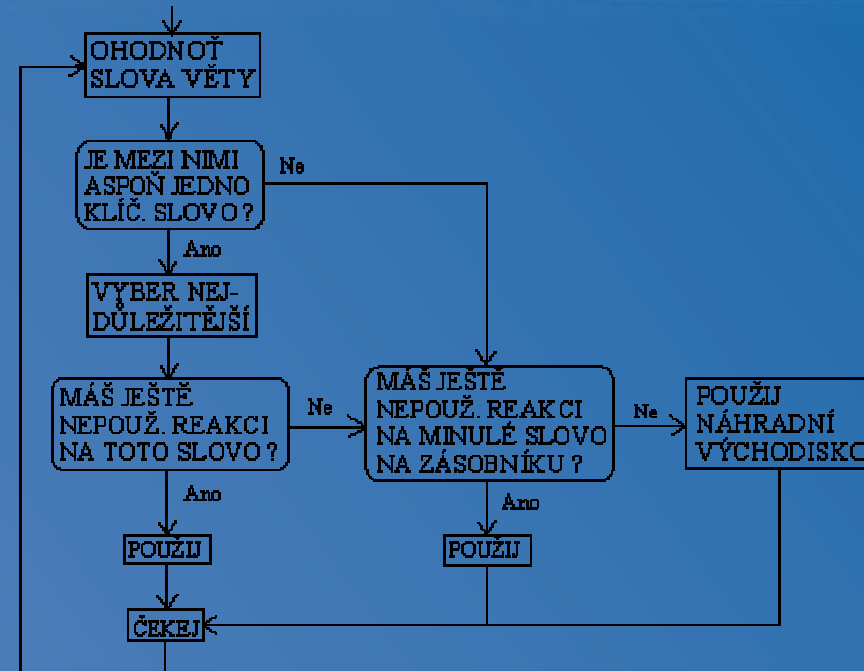 OHODNOŤ
SLOVA VĚTY
JE MEZI NIMI
ASPOŇ JEDNO
KLÍČ. SLOVO ?
Ne
Ano
VYBER NEJ-
DŮLEŽITĚJŠÍ
MÁŠ JEŠTĚ
NEPOUŽ. REAKCI
NA TOTO SLOVO ?
Ne
MÁŠ JEŠTĚ
NEPOUŽ. REAKCI
NA MINULÉ SLOVO
NA ZÁSOBNÍKU ?
Ne
POUŽIJ
NÁHRADNÍ
VÝCHODISKO
Ano
Ano
POUŽIJ
POUŽIJ
ČEKEJ